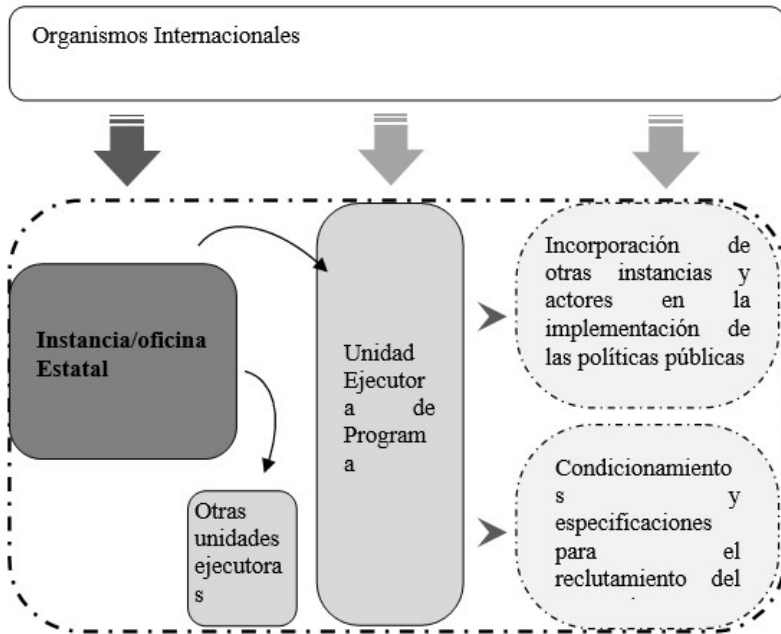 Organismos Internacionales
Instancia/oficina
Estatal
Otras
unidades
ejecutora
s
Unidad
Ejecutor
a de
Program
a
Incorporación de
otras instancias y
actores en la
implementación de
las políticas públicas
Condicionamiento
s y
especificaciones
para el
reclutamiento del